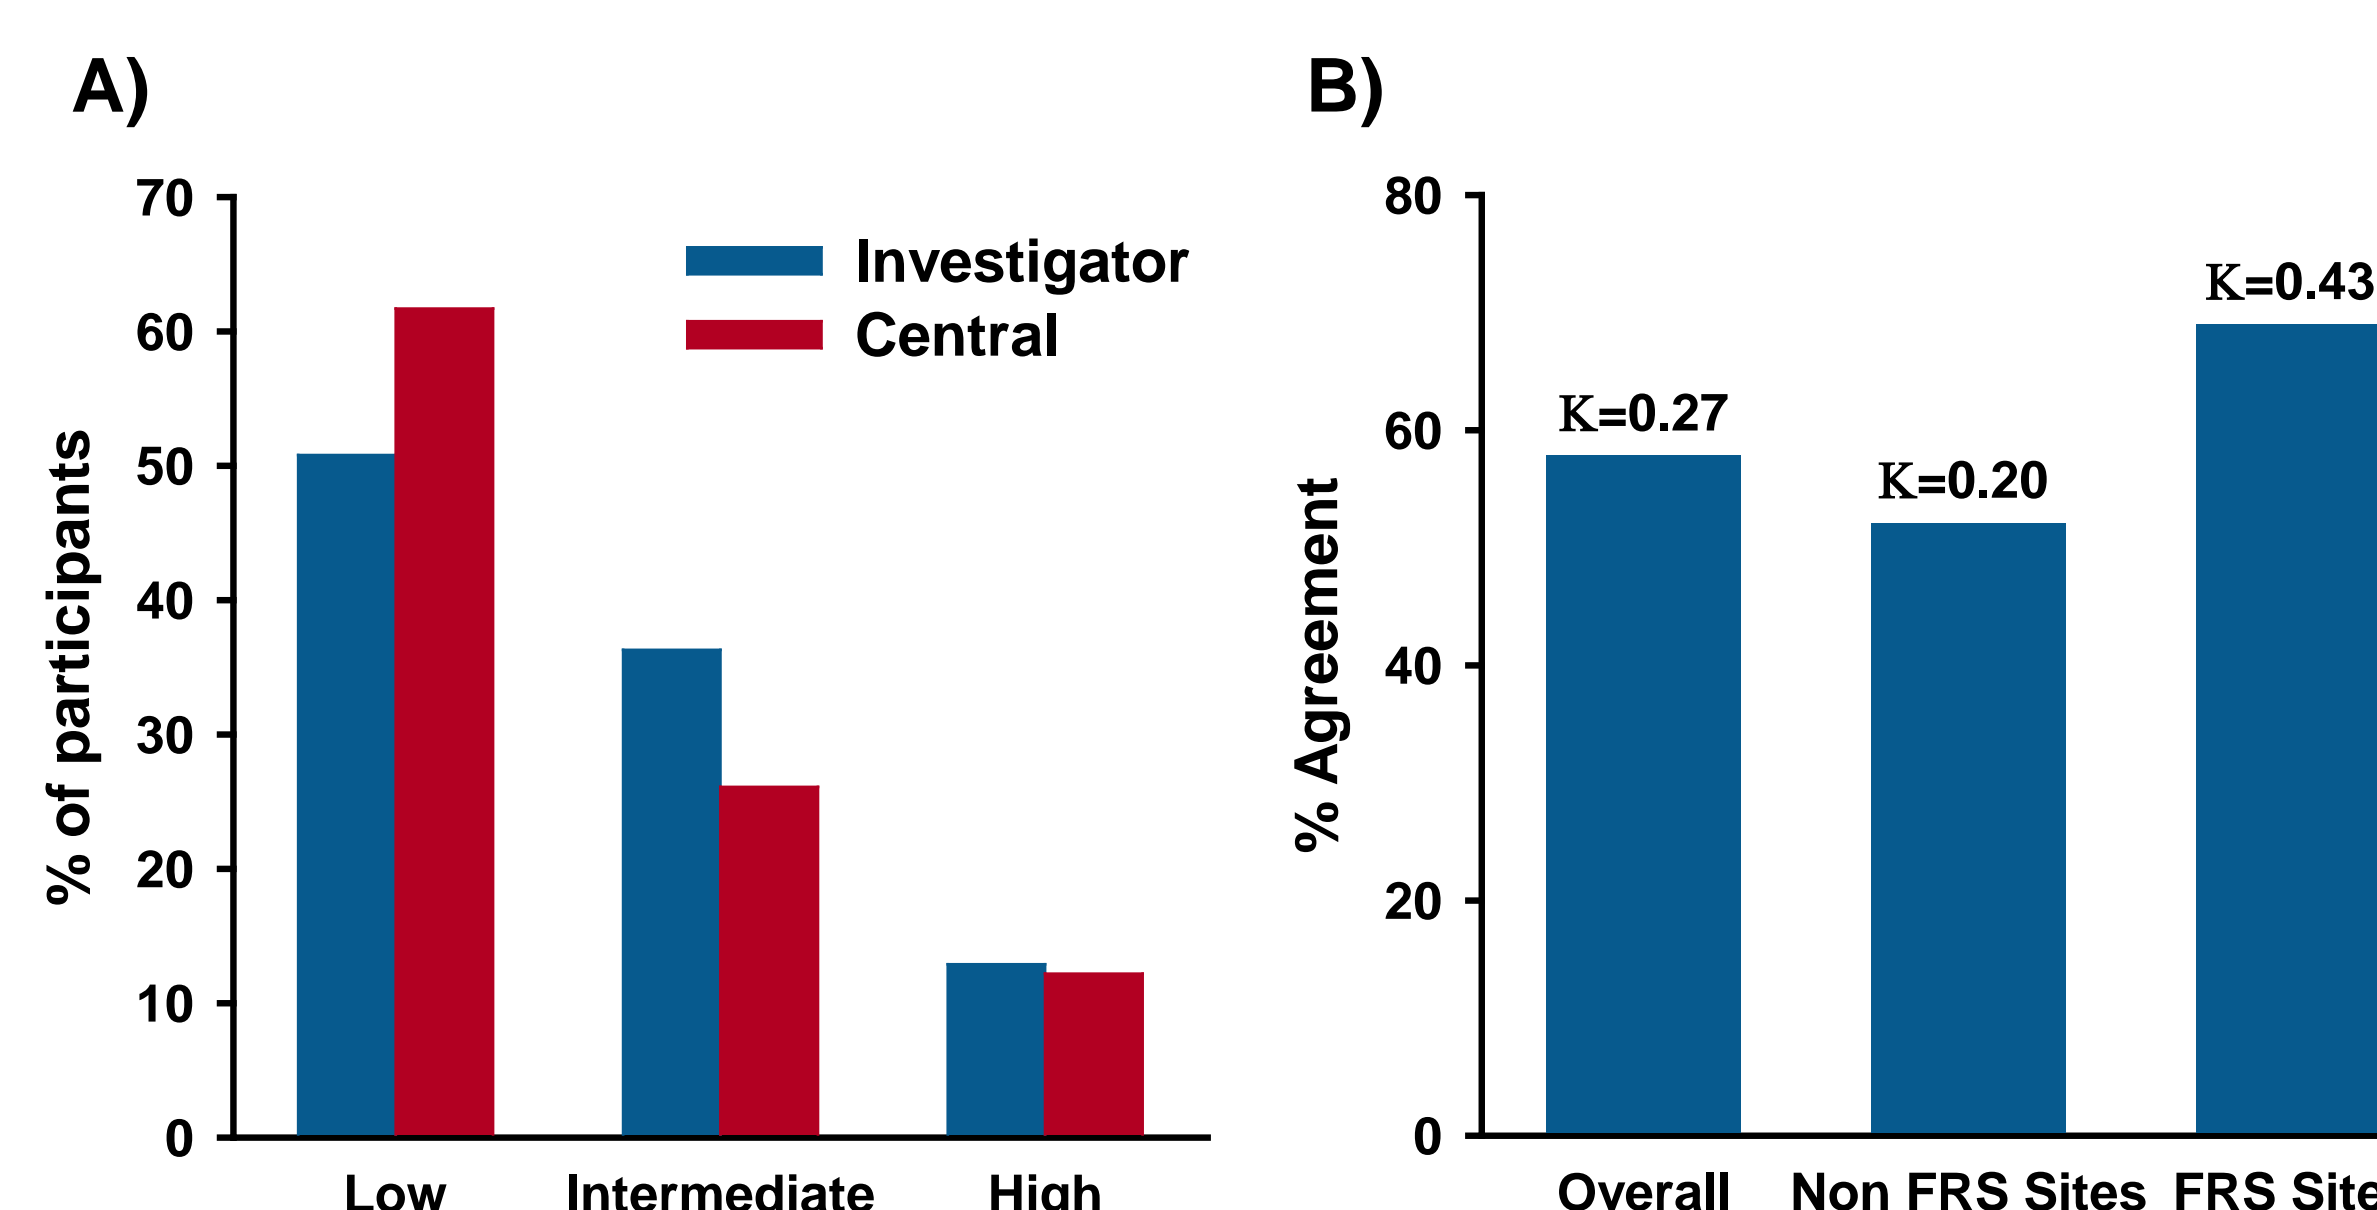 A)
% of participants
70
60
50
40
30
20
10
0
Investigator
Central
Low
Intermediate
High
B)
% Agreement
80
60
40
20
0
K=0.27
K=0.20
K=0.43
Overall
Non FRS Sites
FRS